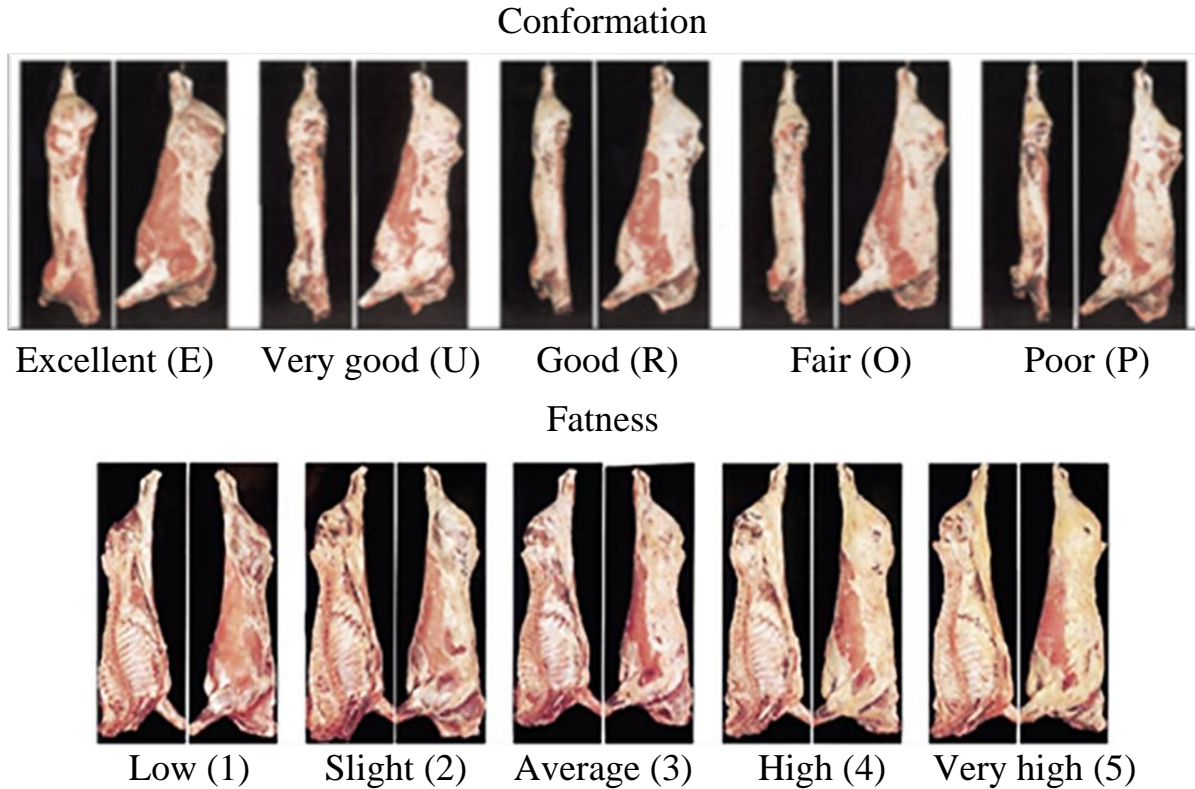 Conformation
Excellent (E) Very good (U) Good (R) Fair (O) Poor (P)
Fatness
Low (1) Slight (2) Average (3) High (4) Very high (5)